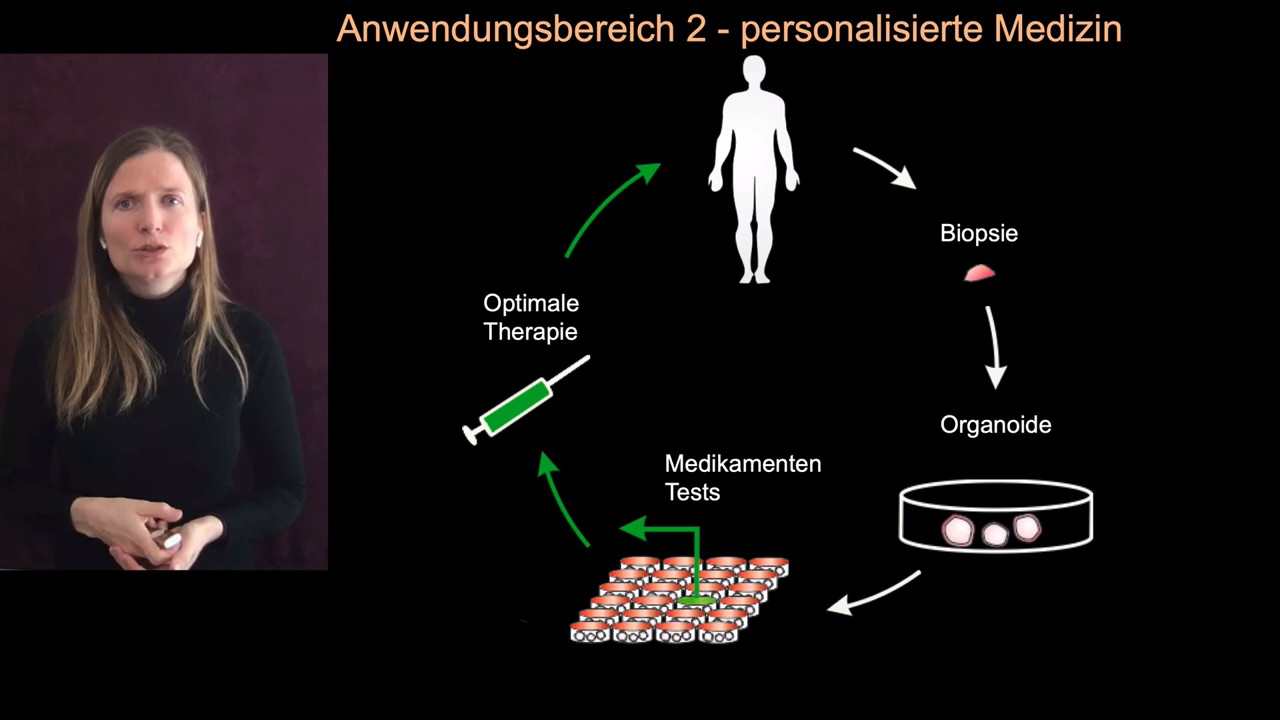 Anwendungsbereich 2 - personalisierte Medizin
Biopsie
Organoide
Medikamenten
Tests
Optimale
Therapie